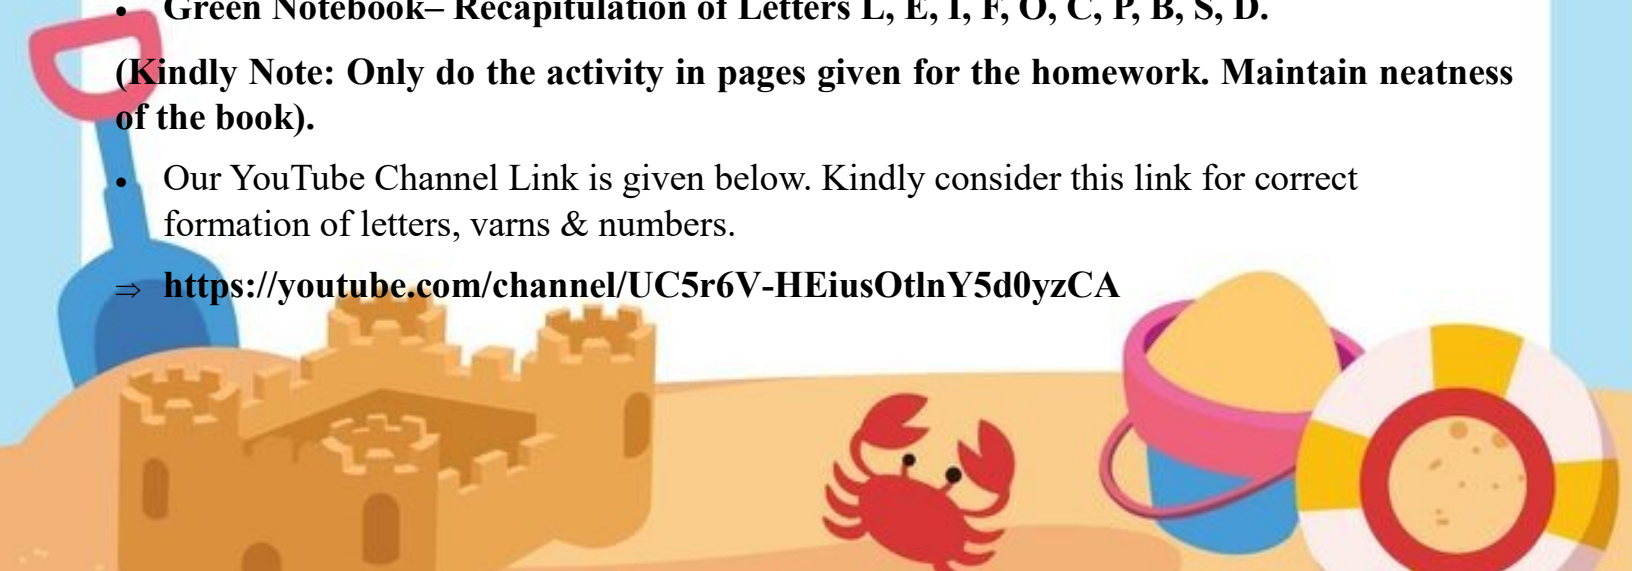 • Green Notebook– Recapitulation of Letters L, E, I, F, O, C, P, B, S, D.
(Kindly Note: Only do the activity in pages given for the homework. Maintain neatness
of the book).
• Our YouTube Channel Link is given below. Kindly consider this link for correct
formation of letters, varns & numbers.
⇒ https://youtube.com/channel/UC5r6V-HEiusOtlnY5d0yzCA